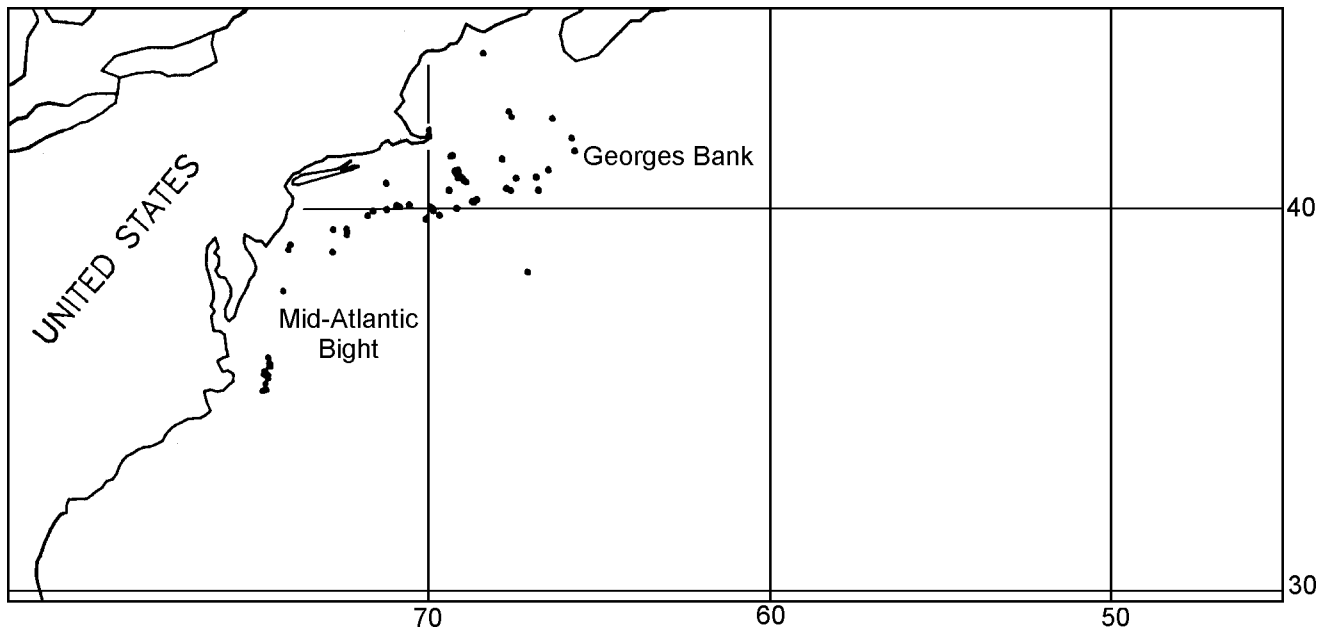 Georges Bank
UNITED STATES
40
Mid-Atlantic
Bight
30
70
60
50